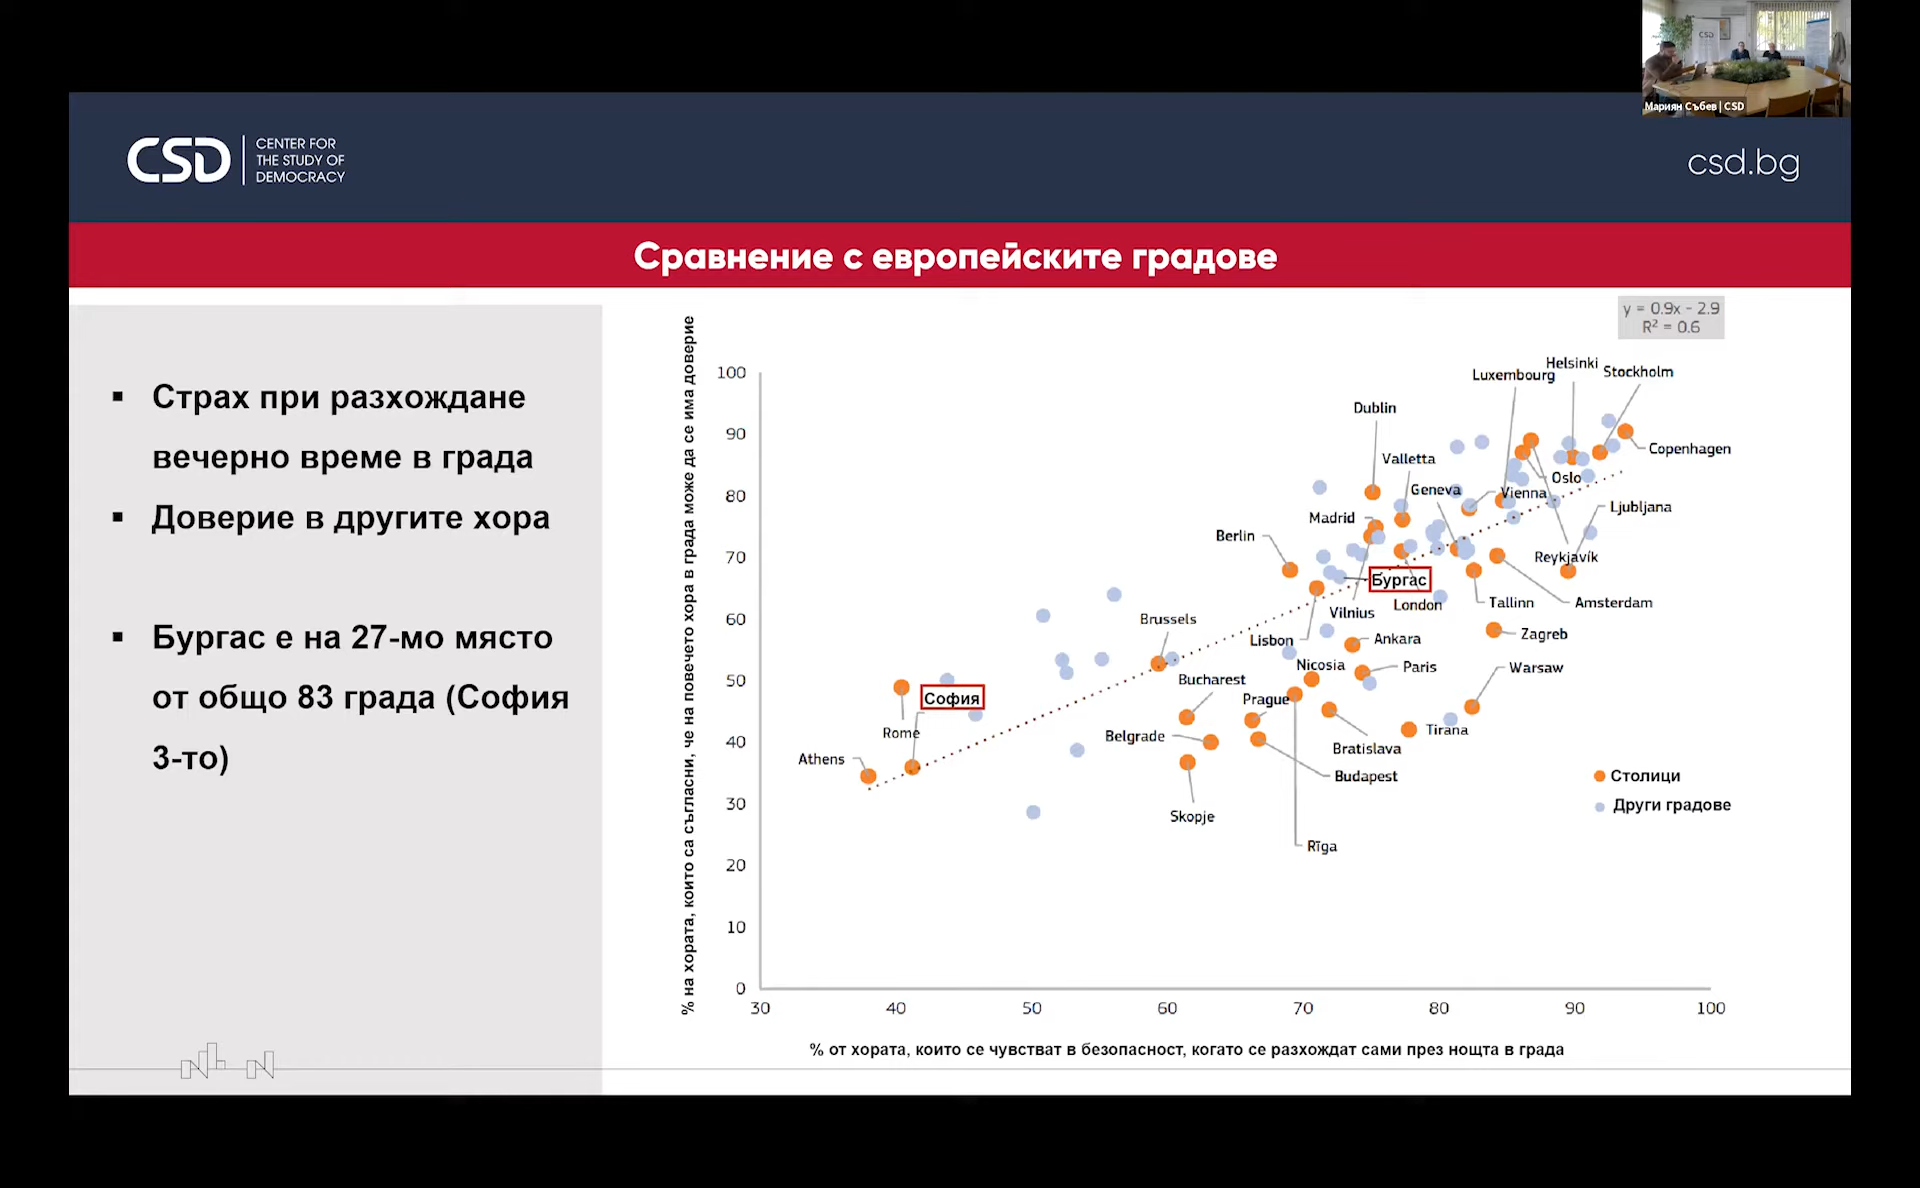 Мариян Събев | CSD
CSD
CENTER FOR
THE STUDY OF
DEMOCRACY
csd.bg
Сравнение с европейските градове
▪ Страх при разхождане
вечерно време в града
▪ Доверие в другите хора
▪ Бургас е на 27-мо място
от общо 83 града (София
3-то)
y = 0.9x - 2.9
R² = 0.6
% на хората, които са съгласни, че на повечето хора в града може да се има доверие
100
90
80
70
60
50
40
30
20
10
0
30 40 50 60 70 80 90 100
% от хората, които се чувстват в безопасност, когато се разхождат сами през нощта в града
Helsinki
Luxembourg
Stockholm
Dublin
Copenhagen
Valletta
Oslo
Geneva
Vienna
Ljubljana
Madrid
Berlin
Reykjavík
Бургас
London
Vilnius
Tallinn
Amsterdam
Brussels
Lisbon
Ankara
Zagreb
Nicosia
Paris
Warsaw
Bucharest
Prague
София
Rome
Belgrade
Tirana
Bratislava
Athens
Budapest
Skopje
Rīga
Столици
Други градове